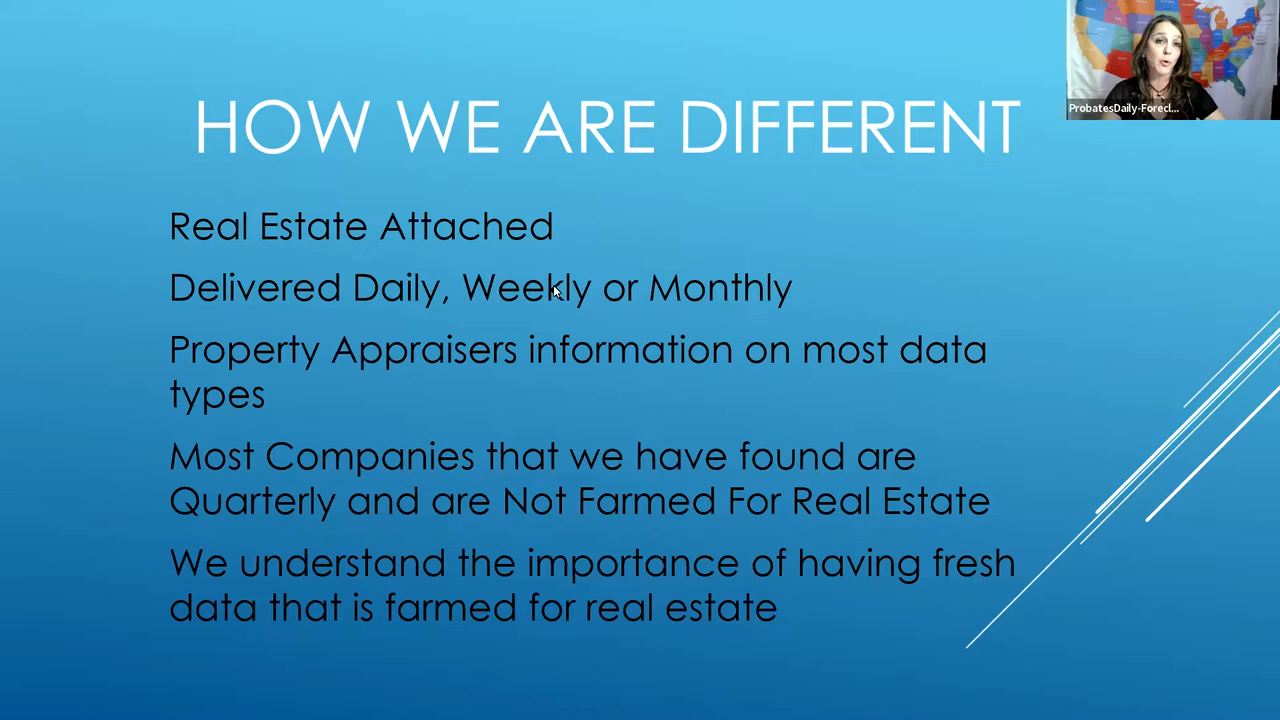 HOW WE ARE DIFFERENT
Real Estate Attached
Delivered Daily, Weekly or Monthly
Property Appraisers information on most data
types
Most Companies that we have found are
Quarterly and are Not Farmed For Real Estate
We understand the importance of having fresh
data that is farmed for real estate
ProbatesDaily-Forecl...